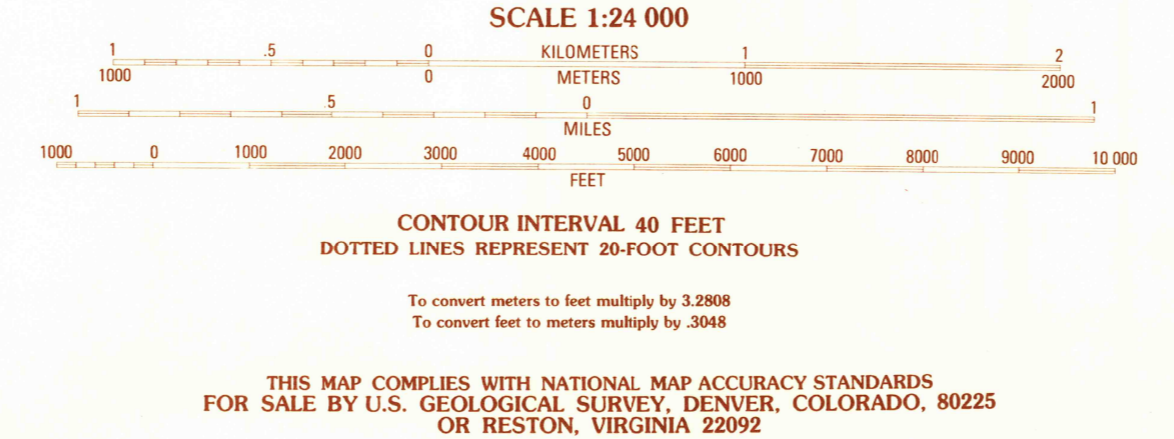 SCALE 1:24 000
1 .5 0 KILOMETERS 1 2
1000 0 METERS 1000 2000
1 .5 0 1
MILES
1000 0 1000 2000 3000 4000 5000 6000 7000 8000 9000 10 000
FEET
CONTOUR INTERVAL 40 FEET
DOTTED LINES REPRESENT 20-FOOT CONTOURS
To convert meters to feet multiply by 3.2808
To convert feet to meters multiply by .3048
THIS MAP COMPLIES WITH NATIONAL MAP ACCURACY STANDARDS
FOR SALE BY U.S. GEOLOGICAL SURVEY, DENVER, COLORADO, 80225
OR RESTON, VIRGINIA 22092